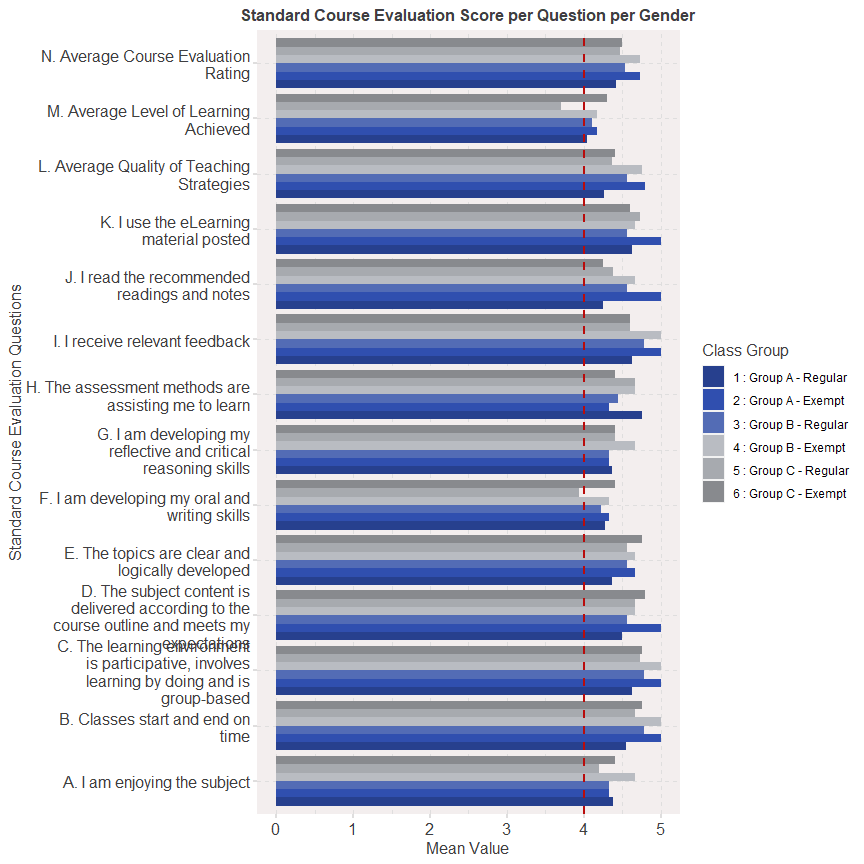 Standard Course Evaluation Score per Question per Gender
Standard Course Evaluation Questions
N. Average Course Evaluation
Rating
M. Average Level of Learning
Achieved
L. Average Quality of Teaching
Strategies
K. I use the eLearning
material posted
J. I read the recommended
readings and notes
I. I receive relevant feedback
H. The assessment methods are
assisting me to learn
G. I am developing my
reflective and critical
reasoning skills
F. I am developing my oral and
writing skills
E. The topics are clear and
logically developed
D. The subject content is
delivered according to the
course outline and meets my
expectations
C. The learning environment
is participative, involves
learning by doing and is
group-based
B. Classes start and end on
time
A. I am enjoying the subject
0 1 2 3 4 5
Mean Value
Class Group
1 : Group A - Regular
2 : Group A - Exempt
3 : Group B - Regular
4 : Group B - Exempt
5 : Group C - Regular
6 : Group C - Exempt